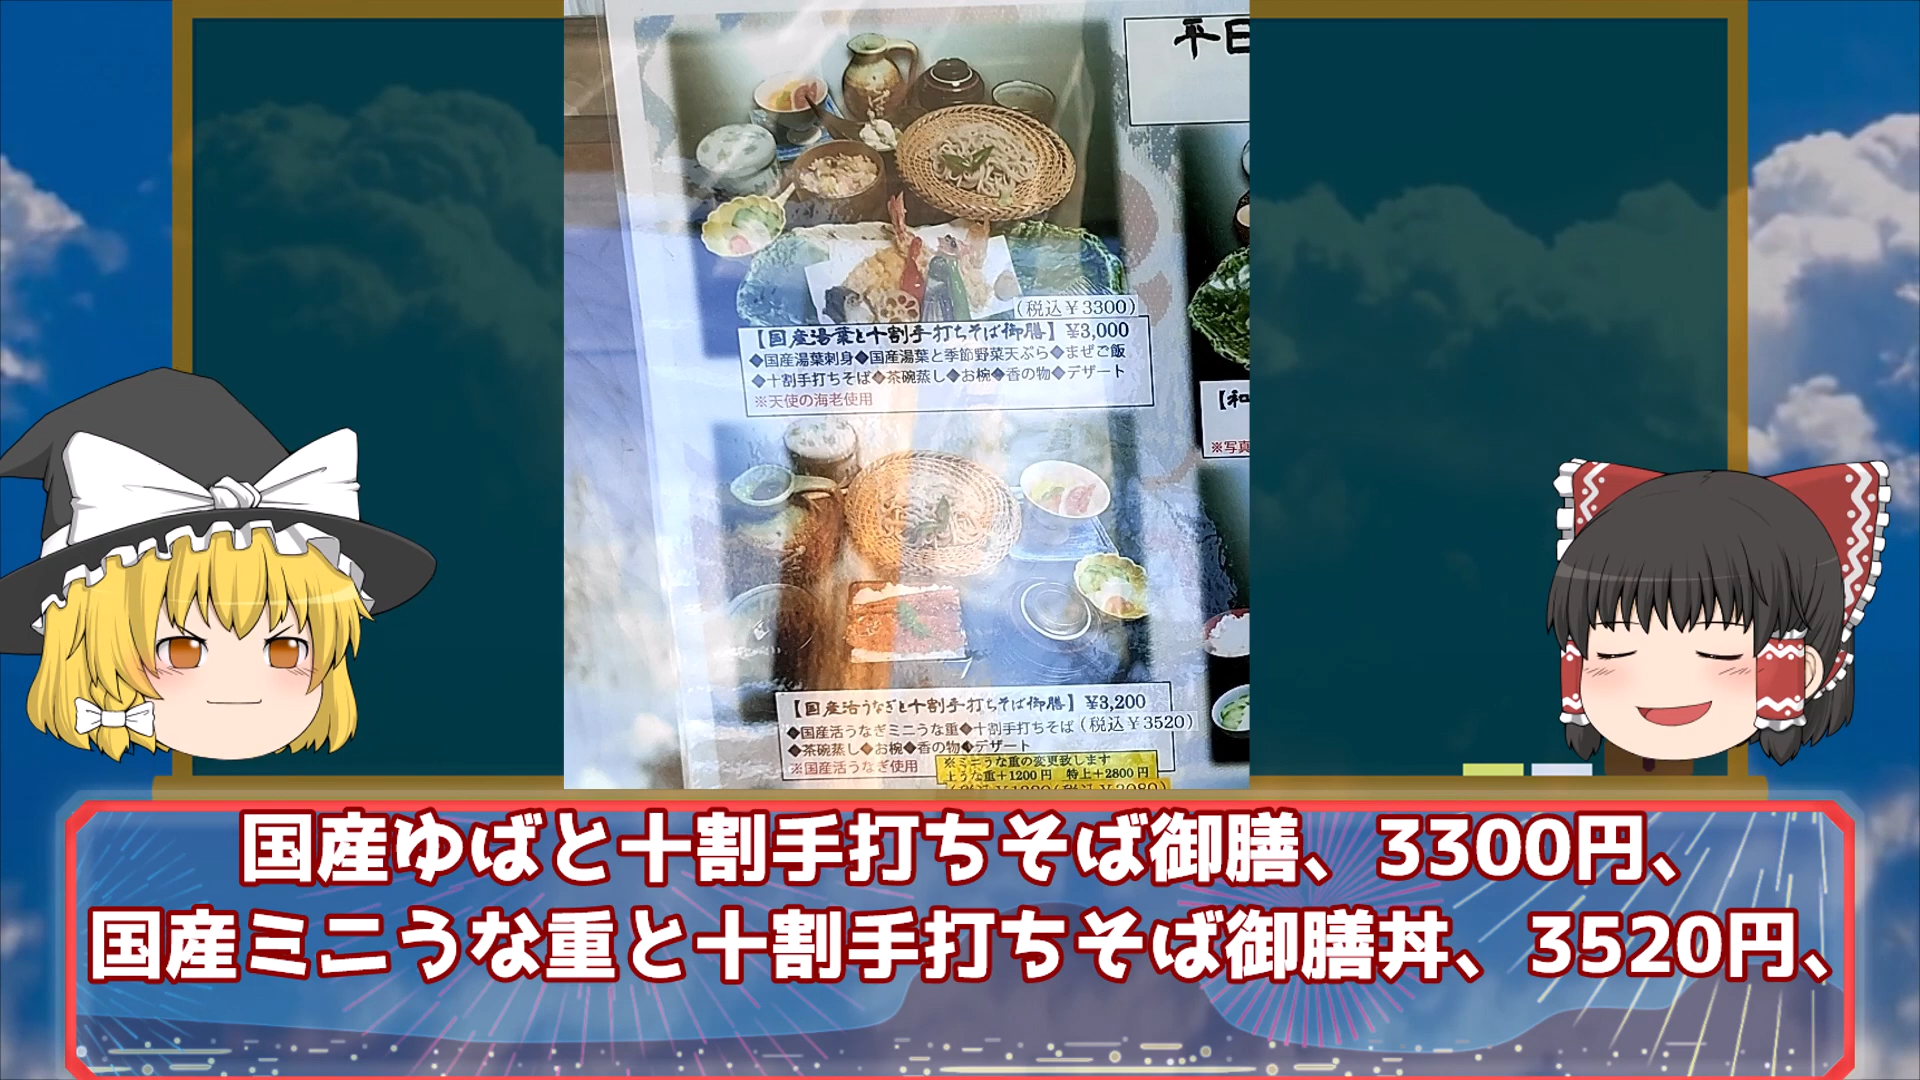 平日
(税込￥3300)
【国産湯葉と十割手打ちそば御膳】¥3,000
◆国産湯葉刺身◆国産湯葉と季節野菜天ぷら◆まぜご飯
◆十割手打ちそば◆茶碗蒸し◆お椀◆香の物◆デザート
※天使の海老使用
【和
※写真
【国産活うなぎと十割手打ちそば御膳】¥3,200
◆国産活うなぎミニうな重◆十割手打ちそば(税込￥3520)
◆茶碗蒸し◆お椀◆香の物◆デザート
※国産活うなぎ使用
※ミニうな重の変更致します
上うな重+1200円 特上+2800円
国産ゆばと十割手打ちそば御膳、3300円、
国産ミニうな重と十割手打ちそば御膳丼、3520円、